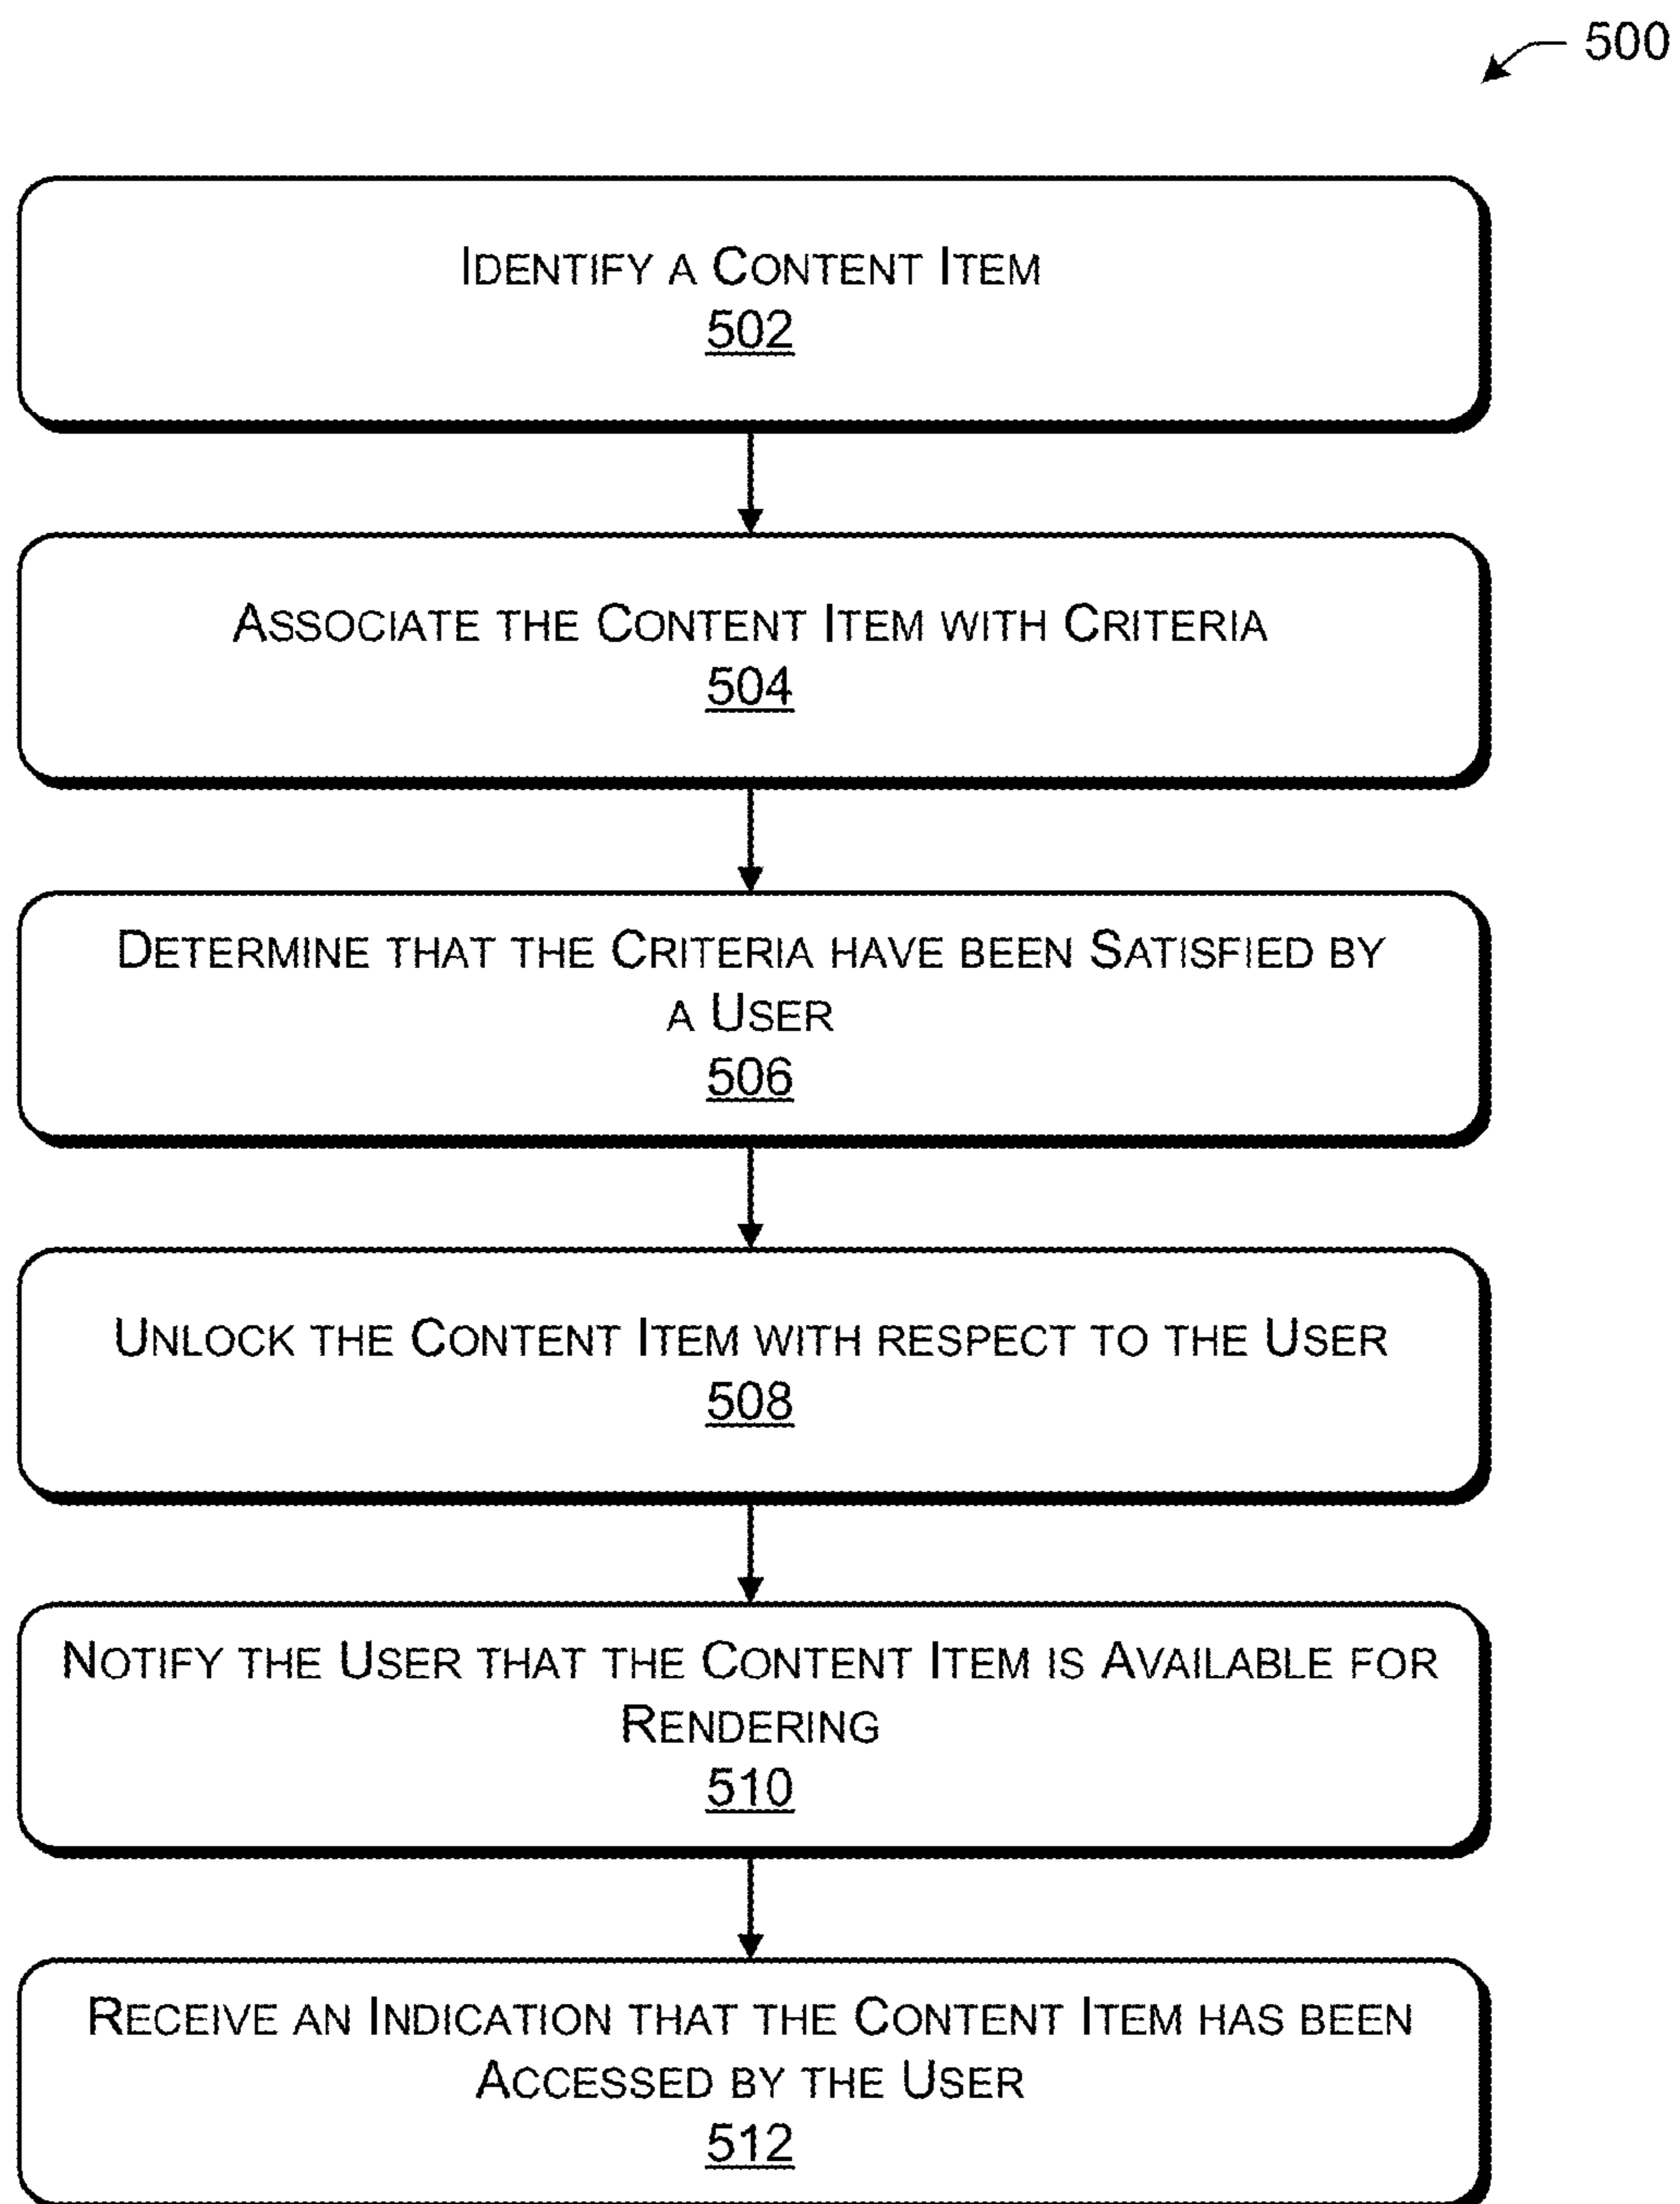 500
IDENTIFY A CONTENT ITEM
502
ASSOCIATE THE CONTENT ITEM WITH CRITERIA
504
DETERMINE THAT THE CRITERIA HAVE BEEN SATISFIED BY
A USER
506
UNLOCK THE CONTENT ITEM WITH RESPECT TO THE USER
508
NOTIFY THE USER THAT THE CONTENT ITEM IS AVAILABLE FOR
RENDERING
510
RECEIVE AN INDICATION THAT THE CONTENT ITEM HAS BEEN
ACCESSED BY THE USER
512